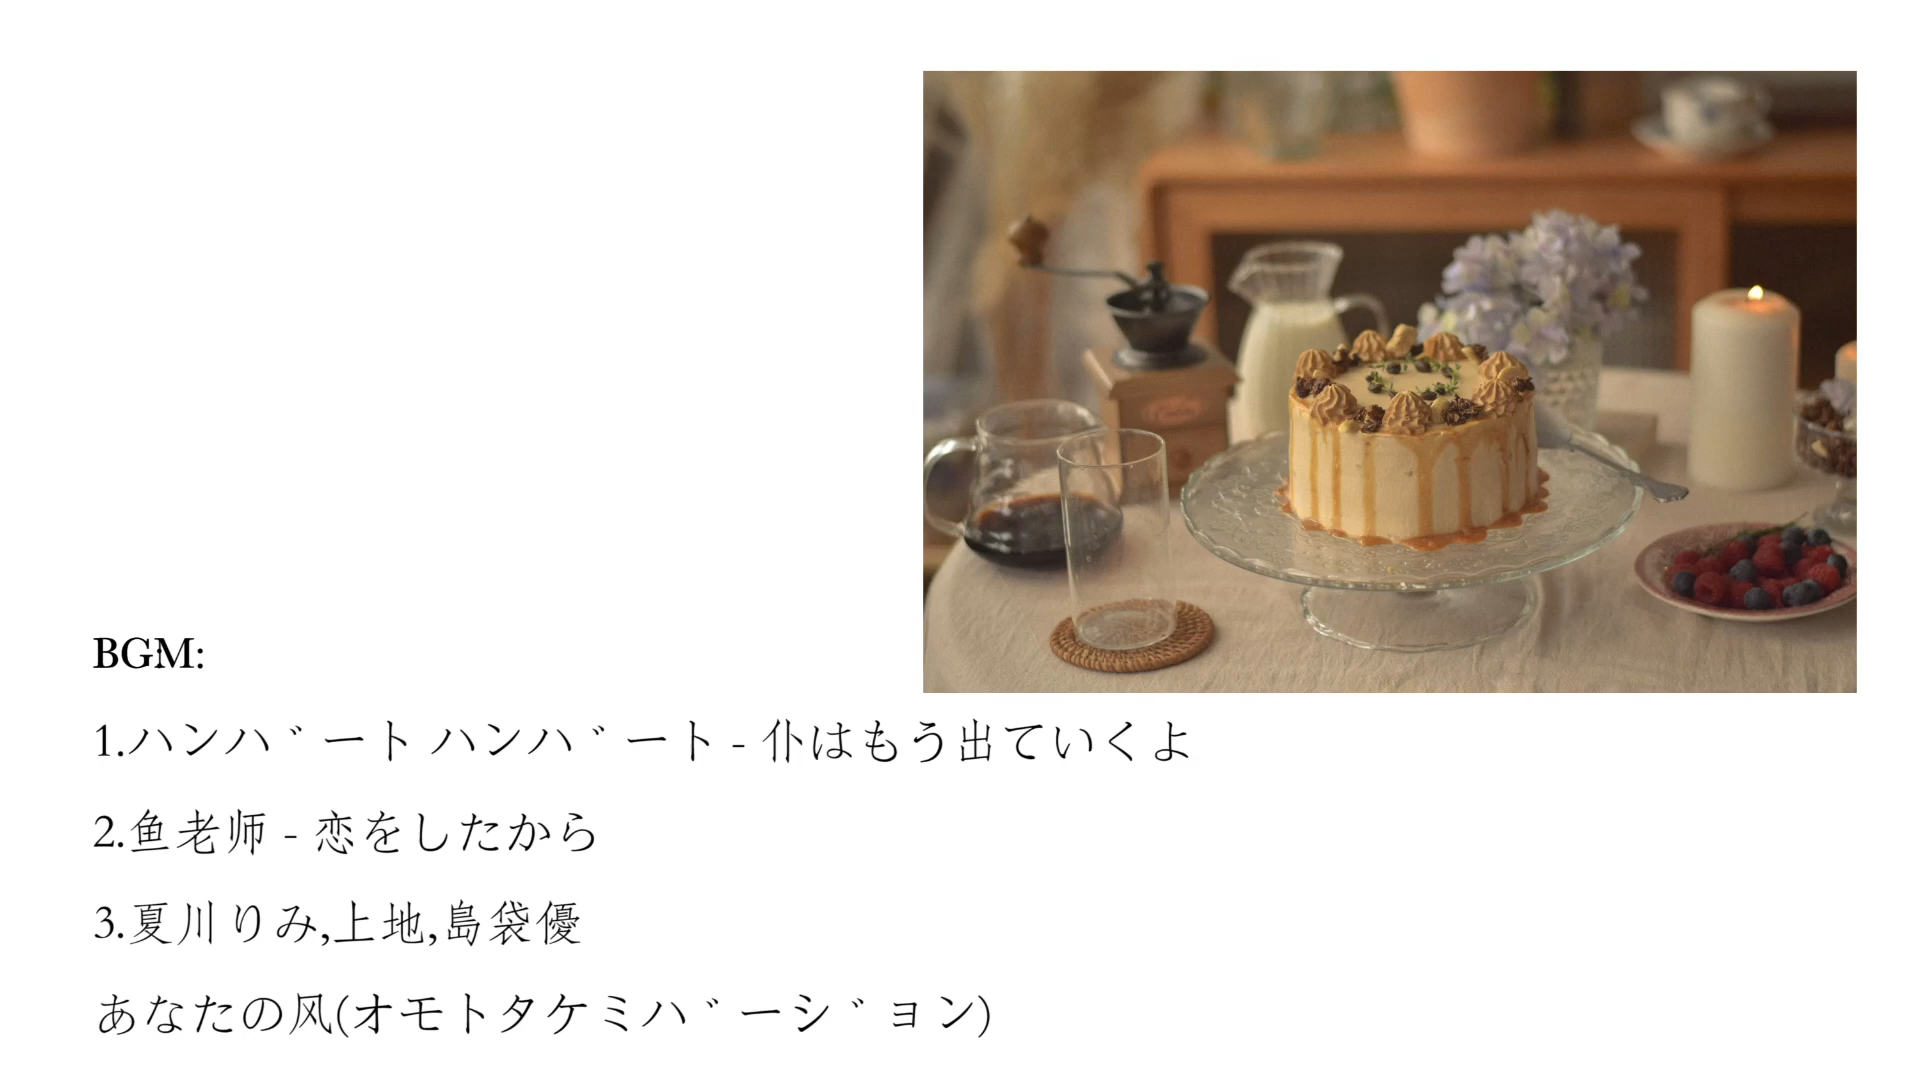 BGM:
1.ハンハ゛ート ハンハ゛ート - 仆はもう出ていくよ
2.鱼老师 - 恋をしたから
3.夏川りみ,上地,島袋優
あなたの风(オモトタケミハ゛ーシ゛ョン)